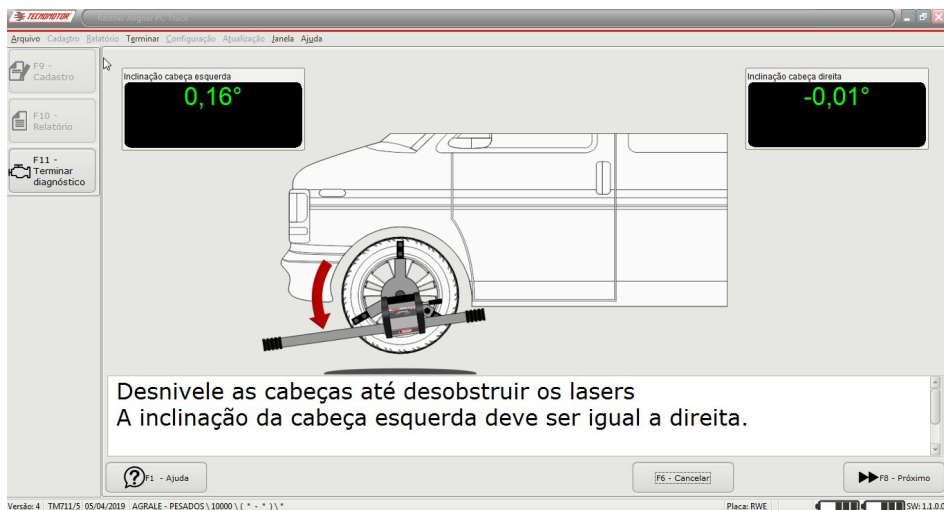 TECNOMOTOR
Rastner Aligner PC Truck
Arquivo Cadastro Relatório Terminar Configuração Atualização Janela Ajuda
F9 -
Cadastro
F10 -
Relatório
F11 -
Terminar
diagnóstico
Inclinação cabeça esquerda
0,16°
Inclinação cabeça direita
-0,01°
Desnivele as cabeças até desobstruir os lasers
A inclinação da cabeça esquerda deve ser igual a direita.
F1 - Ajuda
F6 - Cancelar
F8 - Próximo
Versão: 4 TM711/5 05/04/2019 AGRALE - PESADOS \ 10000 \ ( * - * ) \ *
Placa: RWE
SW: 1.1.0.0